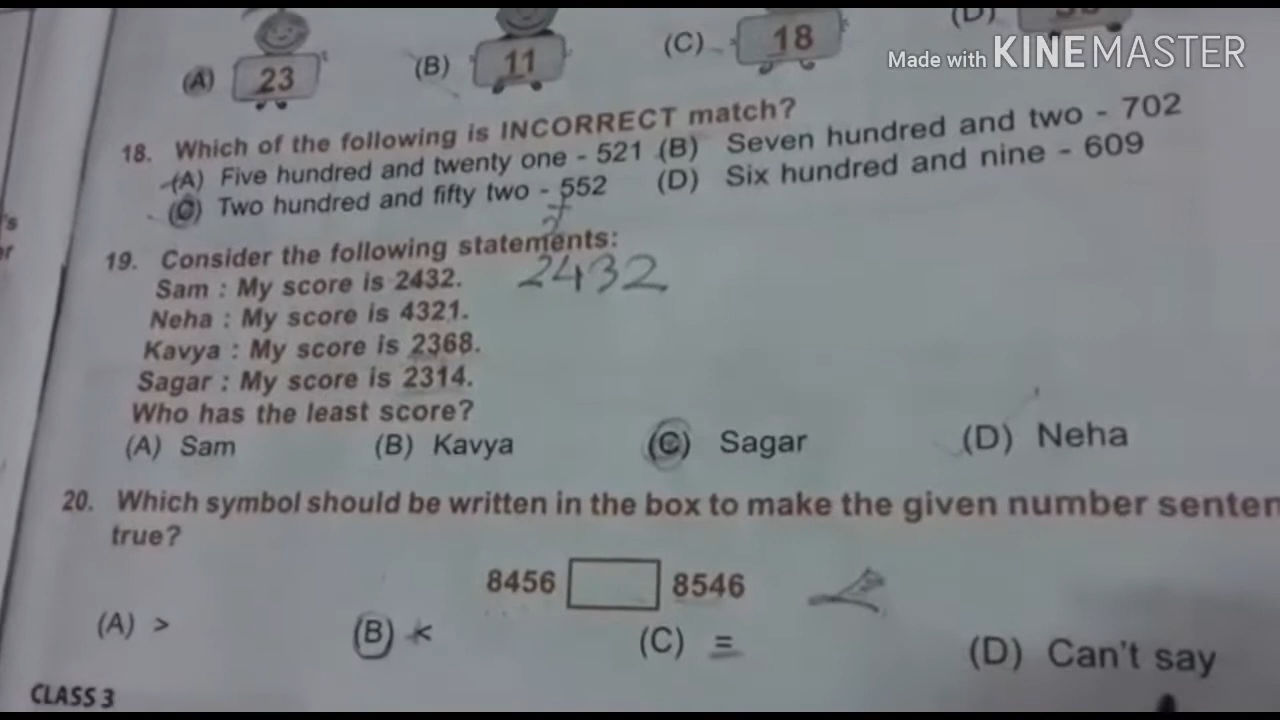 Made with KINEMASTER
(A) 23 (B) 11 (C) 18 (D)
18. Which of the following is INCORRECT match?
(A) Five hundred and twenty one - 521 (B) Seven hundred and two - 702
(C) Two hundred and fifty two - 552 (D) Six hundred and nine - 609
19. Consider the following statements:
Sam : My score is 2432. 2432
Neha : My score is 4321.
Kavya : My score is 2368.
Sagar : My score is 2314.
Who has the least score?
(A) Sam (B) Kavya (C) Sagar (D) Neha
20. Which symbol should be written in the box to make the given number senten
true?
8456 8546
(A) > (B) < (C) = (D) Can't say
CLASS 3